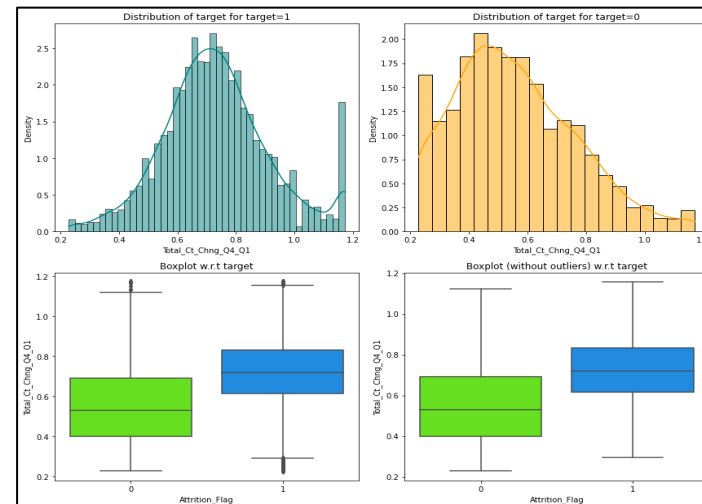 Distribution of target for target=1
2.5
2.0
1.5
1.0
0.5
0.0
Density
0.2 0.4 0.6 0.8 1.0 1.2
Total_Ct_Chng_Q4_Q1
Distribution of target for target=0
2.00
1.75
1.50
1.25
1.00
0.75
0.50
0.25
0.00
Density
0.2 0.4 0.6 0.8 1.0 1.2
Total_Ct_Chng_Q4_Q1
Boxplot w.r.t target
1.2
1.0
0.8
0.6
0.4
0.2
Total_Ct_Chng_Q4_Q1
0 1
Attrition_Flag
Boxplot (without outliers) w.r.t target
1.2
1.0
0.8
0.6
0.4
0.2
Total_Ct_Chng_Q4_Q1
0 1
Attrition_Flag